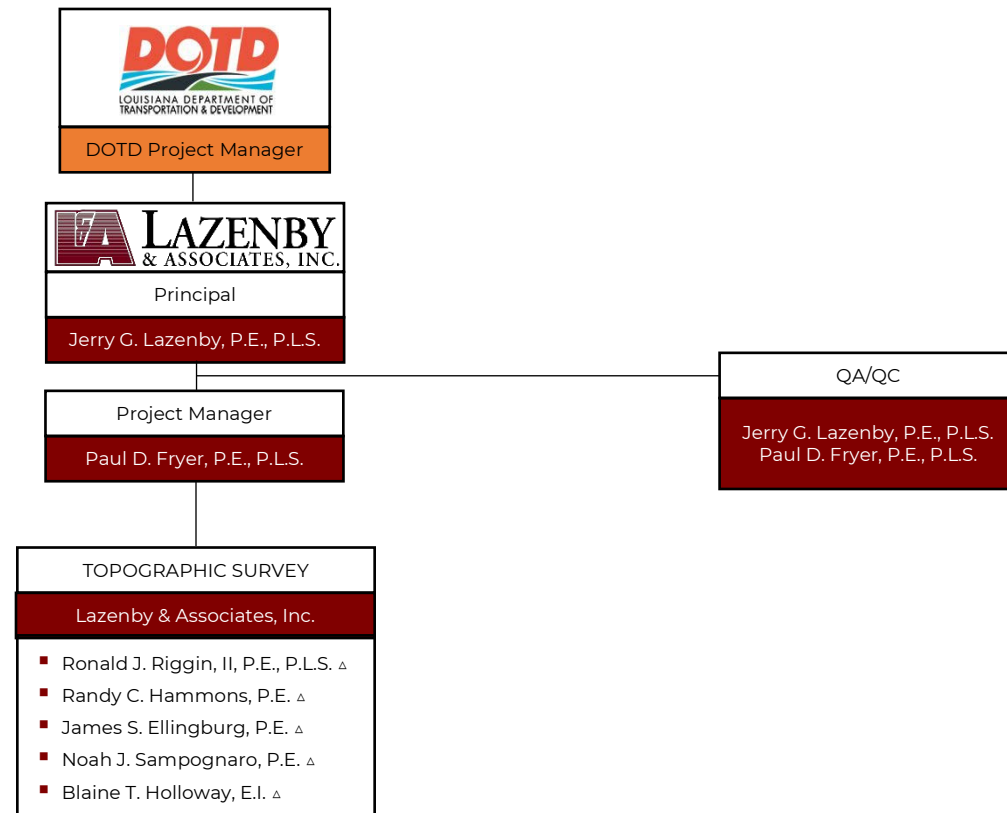 DOTD
LOUISIANA DEPARTMENT OF
TRANSPORTATION & DEVELOPMENT
DOTD Project Manager
L&A LAZENBY
& ASSOCIATES, INC.
Principal
Jerry G. Lazenby, P.E., P.L.S.
QA/QC
Jerry G. Lazenby, P.E., P.L.S.
Paul D. Fryer, P.E., P.L.S.
Project Manager
Paul D. Fryer, P.E., P.L.S.
TOPOGRAPHIC SURVEY
Lazenby & Associates, Inc.
▪ Ronald J. Riggin, II, P.E., P.L.S. △
▪ Randy C. Hammons, P.E. △
▪ James S. Ellingburg, P.E. △
▪ Noah J. Sampognaro, P.E. △
▪ Blaine T. Holloway, E.I. △